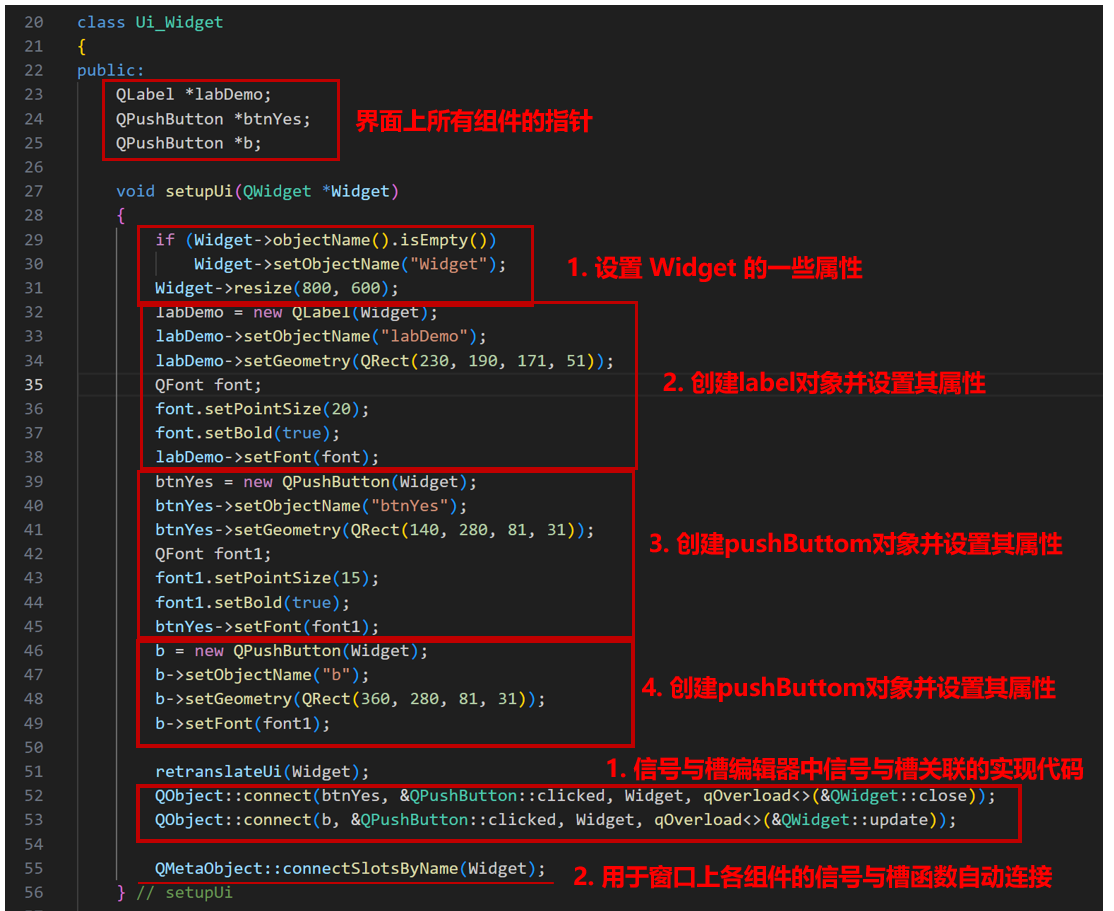 20 class Ui_Widget
21 {
22 public:
23 QLabel *labDemo;
24 QPushButton *btnYes; 界面上所有组件的指针
25 QPushButton *b;
26
27 void setupUi(QWidget *Widget)
28 {
29 if (Widget->objectName().isEmpty())
30 Widget->setObjectName("Widget"); 1. 设置 Widget 的一些属性
31 Widget->resize(800, 600);
32 labDemo = new QLabel(Widget);
33 labDemo->setObjectName("labDemo");
34 labDemo->setGeometry(QRect(230, 190, 171, 51));
35 QFont font; 2. 创建label对象并设置其属性
36 font.setPointSize(20);
37 font.setBold(true);
38 labDemo->setFont(font);
39 btnYes = new QPushButton(Widget);
40 btnYes->setObjectName("btnYes");
41 btnYes->setGeometry(QRect(140, 280, 81, 31));
42 QFont font1; 3. 创建pushButtom对象并设置其属性
43 font1.setPointSize(15);
44 font1.setBold(true);
45 btnYes->setFont(font1);
46 b = new QPushButton(Widget);
47 b->setObjectName("b"); 4. 创建pushButtom对象并设置其属性
48 b->setGeometry(QRect(360, 280, 81, 31));
49 b->setFont(font1);
50
51 retranslateUi(Widget); 1. 信号与槽编辑器中信号与槽关联的实现代码
52 QObject::connect(btnYes, &QPushButton::clicked, Widget, qOverload<>(&QWidget::close));
53 QObject::connect(b, &QPushButton::clicked, Widget, qOverload<>(&QWidget::update));
54
55 QMetaObject::connectSlotsByName(Widget); 2. 用于窗口上各组件的信号与槽函数自动连接
56 } // setupUi